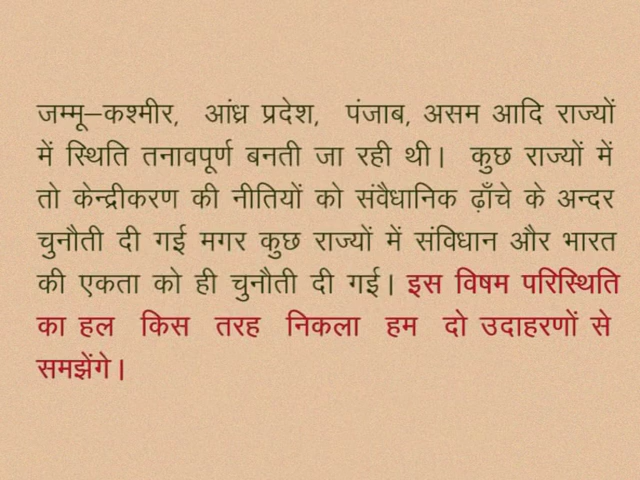 जम्मू–कश्मीर, आंध्र प्रदेश, पंजाब, असम आदि राज्यों
में स्थिति तनावपूर्ण बनती जा रही थी। कुछ राज्यों में
तो केन्द्रीकरण की नीतियों को संवैधानिक ढ़ाँचे के अन्दर
चुनौती दी गई मगर कुछ राज्यों में संविधान और भारत
की एकता को ही चुनौती दी गई। इस विषम परिस्थिति
का हल किस तरह निकला हम दो उदाहरणों से
समझेंगे।